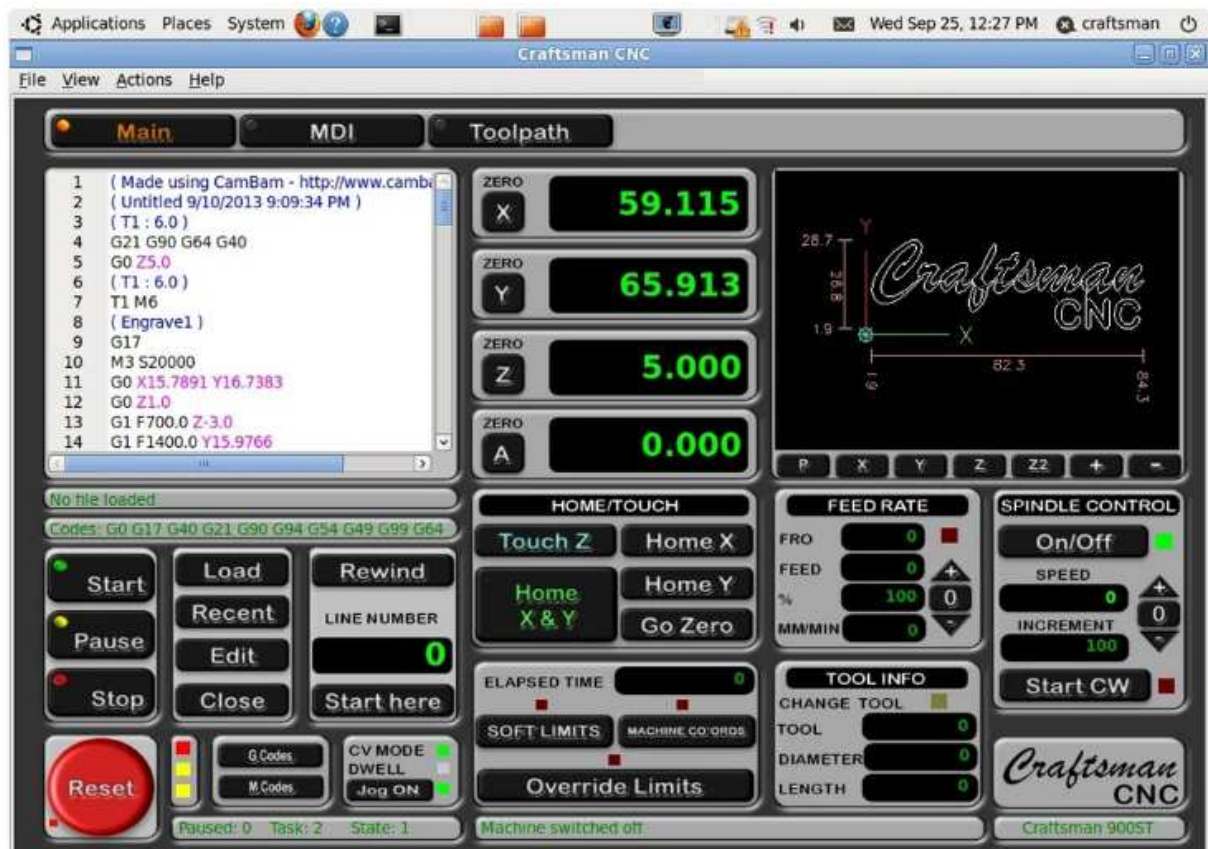 Applications Places System
Wed Sep 25, 12:27 PM craftsman
Craftsman CNC
File View Actions Help
Main MDI Toolpath
1 ( Made using CamBam - http://www.camba
2 ( Untitled 9/10/2013 9:09:34 PM )
3 ( T1 : 6.0 )
4 G21 G90 G64 G40
5 G0 Z5.0
6 ( T1 : 6.0 )
7 T1 M6
8 ( Engrave1 )
9 G17
10 M3 S20000
11 G0 X15.7891 Y16.7383
12 G0 Z1.0
13 G1 F700.0 Z-3.0
14 G1 F1400.0 Y15.9766
ZERO
X 59.115
ZERO
Y 65.913
ZERO
Z 5.000
ZERO
A 0.000
Y
28.7
26.8
1.9
X
82.3
1.9
84.3
Craftsman
CNC
P X Y Z Z2 + -
No file loaded
Codes: G0 G17 G40 G21 G90 G94 G54 G49 G99 G64
Start
Pause
Stop
Load
Recent
Edit
Close
Rewind
LINE NUMBER
0
Start here
HOME/TOUCH
Touch Z Home X
Home
X & Y
Home Y
Go Zero
ELAPSED TIME 0
SOFT LIMITS MACHINE CO'ORDS
Override Limits
FEED RATE
FRO 0
FEED 0
% 100
MM/MIN 0
+
0
-
SPINDLE CONTROL
On/Off
SPEED
0
INCREMENT
100
+
0
-
Start CW
TOOL INFO
CHANGE TOOL
TOOL 0
DIAMETER 0
LENGTH 0
Craftsman
CNC
Reset
G.Codes
M.Codes
CV MODE
DWELL
Jog ON
Paused: 0 Task: 2 State: 1
Machine switched off.
Craftsman 900ST